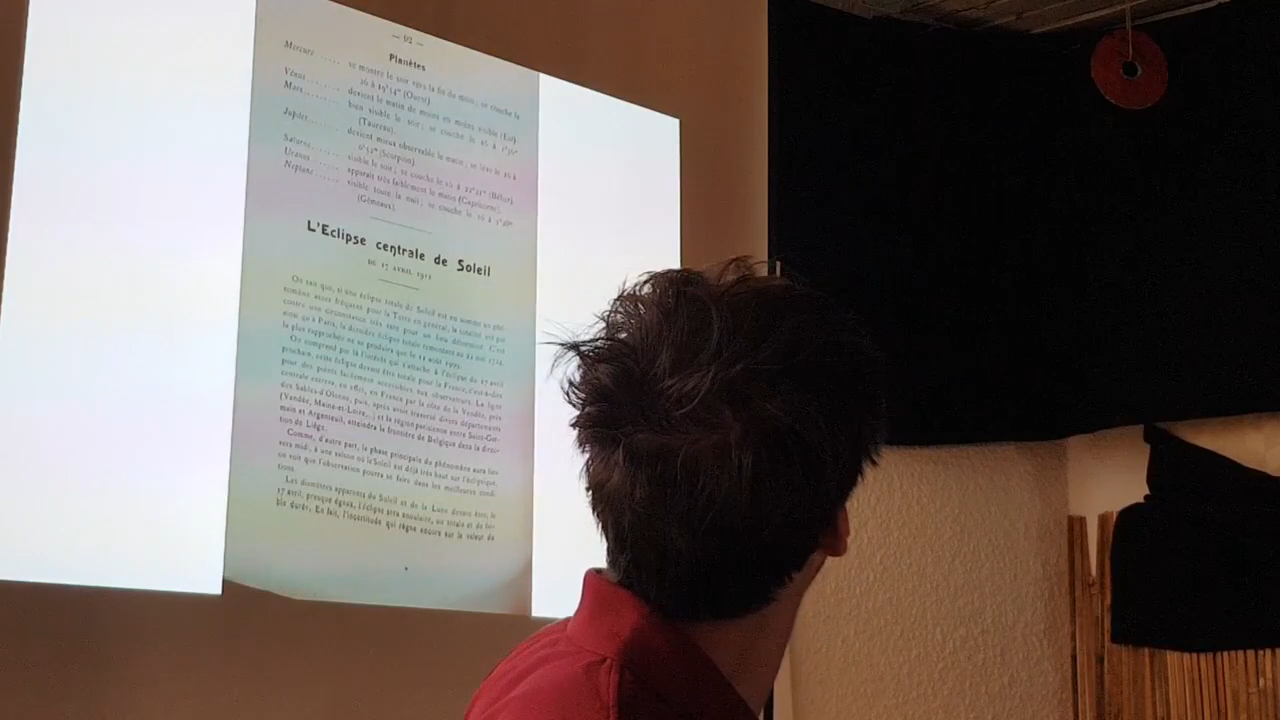 — 92 —
Planètes
Mercure ...... se montre le soir vers la fin du mois ; se couche le
16 à 19ʰ54ᵐ (Ouest).
Vénus ........ devient le matin de moins en moins visible (Est)
Mars......... bien visible le soir ; se couche le 16 à
(Taureau).
Jupiter....... devient mieux observable le matin ; se lève le 16 à
(Scorpion).
Saturne....... visible le soir ; se couche le 16 à (Bélier).
Uranus....... apparaît très faiblement le matin (Capricorne).
Neptune...... visible toute la nuit ; se couche le 16 à
(Gémeaux).
L'Eclipse centrale de Soleil
DU 17 AVRIL 1912
On sait que, si une éclipse totale de Soleil est en somme un phé-
nomène assez fréquent pour la Terre en général, la totalité est par
contre une circonstance très rare pour un lieu déterminé. C'est
ainsi qu'à Paris, la dernière éclipse totale remontant au 22 mai 1724,
la plus rapprochée ne se produira que le 11 août 1999.
On comprend par là l'intérêt qui s'attache à l'éclipse du 17 avril
prochain, cette éclipse devant être totale pour la France, c'est-à-dire
pour des points facilement accessibles aux observateurs. La ligne
centrale entrera, en effet, en France par la côte de la Vendée, près
des Sables-d'Olonne, puis, après avoir traversé divers départements
(Vendée, Maine-et-Loire,...) et la région parisienne entre Saint-Ger-
main et Argenteuil, atteindra la frontière de Belgique dans la direc-
tion de Liège.
Comme, d'autre part, la phase principale du phénomène aura lieu
vers midi, à une saison où le Soleil est déjà très haut sur l'écliptique,
on voit que l'observation pourra se faire dans les meilleures condi-
tions.
Les diamètres apparents du Soleil et de la Lune devant être, le
17 avril, presque égaux, l'éclipse sera annulaire, ou totale et de fai-
ble durée. En fait, l'incertitude qui règne encore sur la valeur du